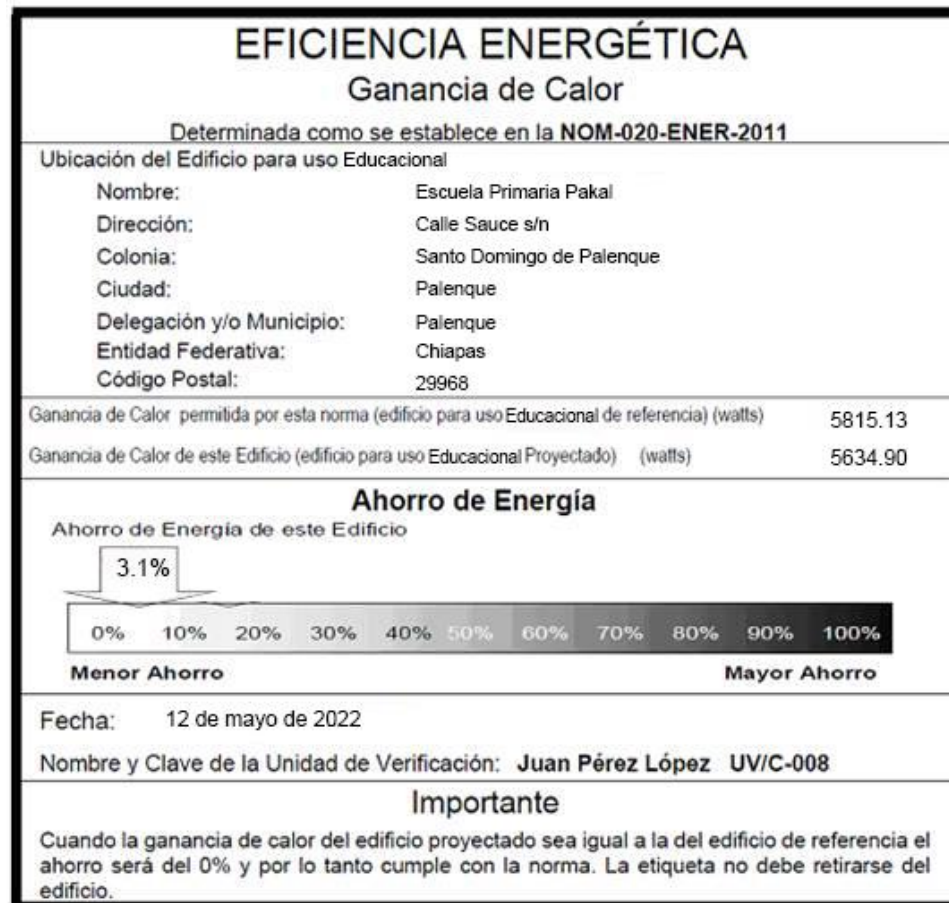 EFICIENCIA ENERGÉTICA
Ganancia de Calor
Determinada como se establece en la NOM-020-ENER-2011
Ubicación del Edificio para uso Educacional
Nombre: Escuela Primaria Pakal
Dirección: Calle Sauce s/n
Colonia: Santo Domingo de Palenque
Ciudad: Palenque
Delegación y/o Municipio: Palenque
Entidad Federativa: Chiapas
Código Postal: 29968
Ganancia de Calor permitida por esta norma (edificio para uso Educacional de referencia) (watts) 5815.13
Ganancia de Calor de este Edificio (edificio para uso Educacional Proyectado) (watts) 5634.90
Ahorro de Energía
Ahorro de Energía de este Edificio
3.1%
0% 10% 20% 30% 40% 50% 60% 70% 80% 90% 100%
Menor Ahorro Mayor Ahorro
Fecha: 12 de mayo de 2022
Nombre y Clave de la Unidad de Verificación: Juan Pérez López UV/C-008
Importante
Cuando la ganancia de calor del edificio proyectado sea igual a la del edificio de referencia el
ahorro será del 0% y por lo tanto cumple con la norma. La etiqueta no debe retirarse del
edificio.